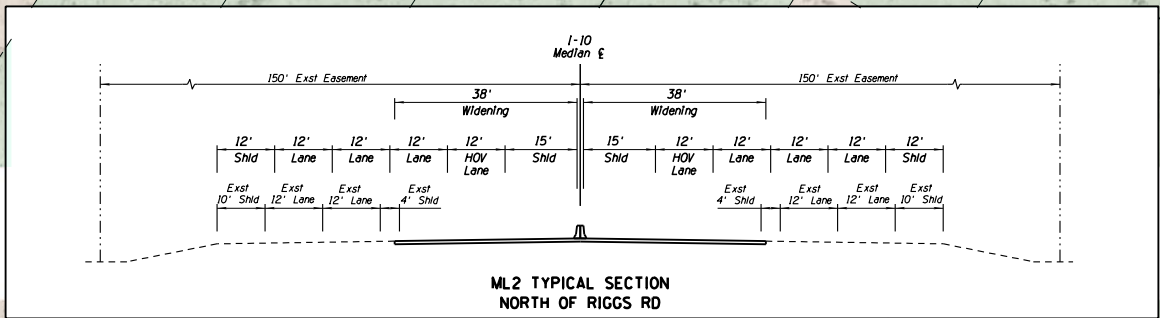 I-10
Median ℄
150' Exst Easement 150' Exst Easement
38' 38'
Widening Widening
12' 12' 12' 12' 12' 15' 15' 12' 12' 12' 12' 12'
Shld Lane Lane Lane HOV Shld Shld HOV Lane Lane Lane Shld
Lane Lane
Exst Exst Exst Exst Exst Exst Exst Exst
10' Shld 12' Lane 12' Lane 4' Shld 4' Shld 12' Lane 12' Lane 10' Shld
ML2 TYPICAL SECTION
NORTH OF RIGGS RD